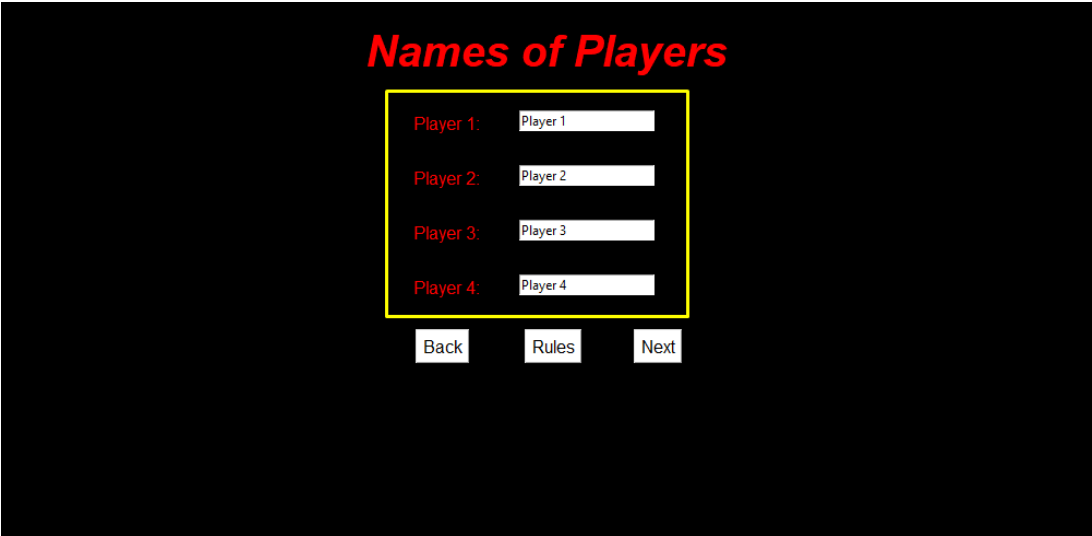 Names of Players
Player 1: Player 1
Player 2: Player 2
Player 3: Player 3
Player 4: Player 4
Back Rules Next